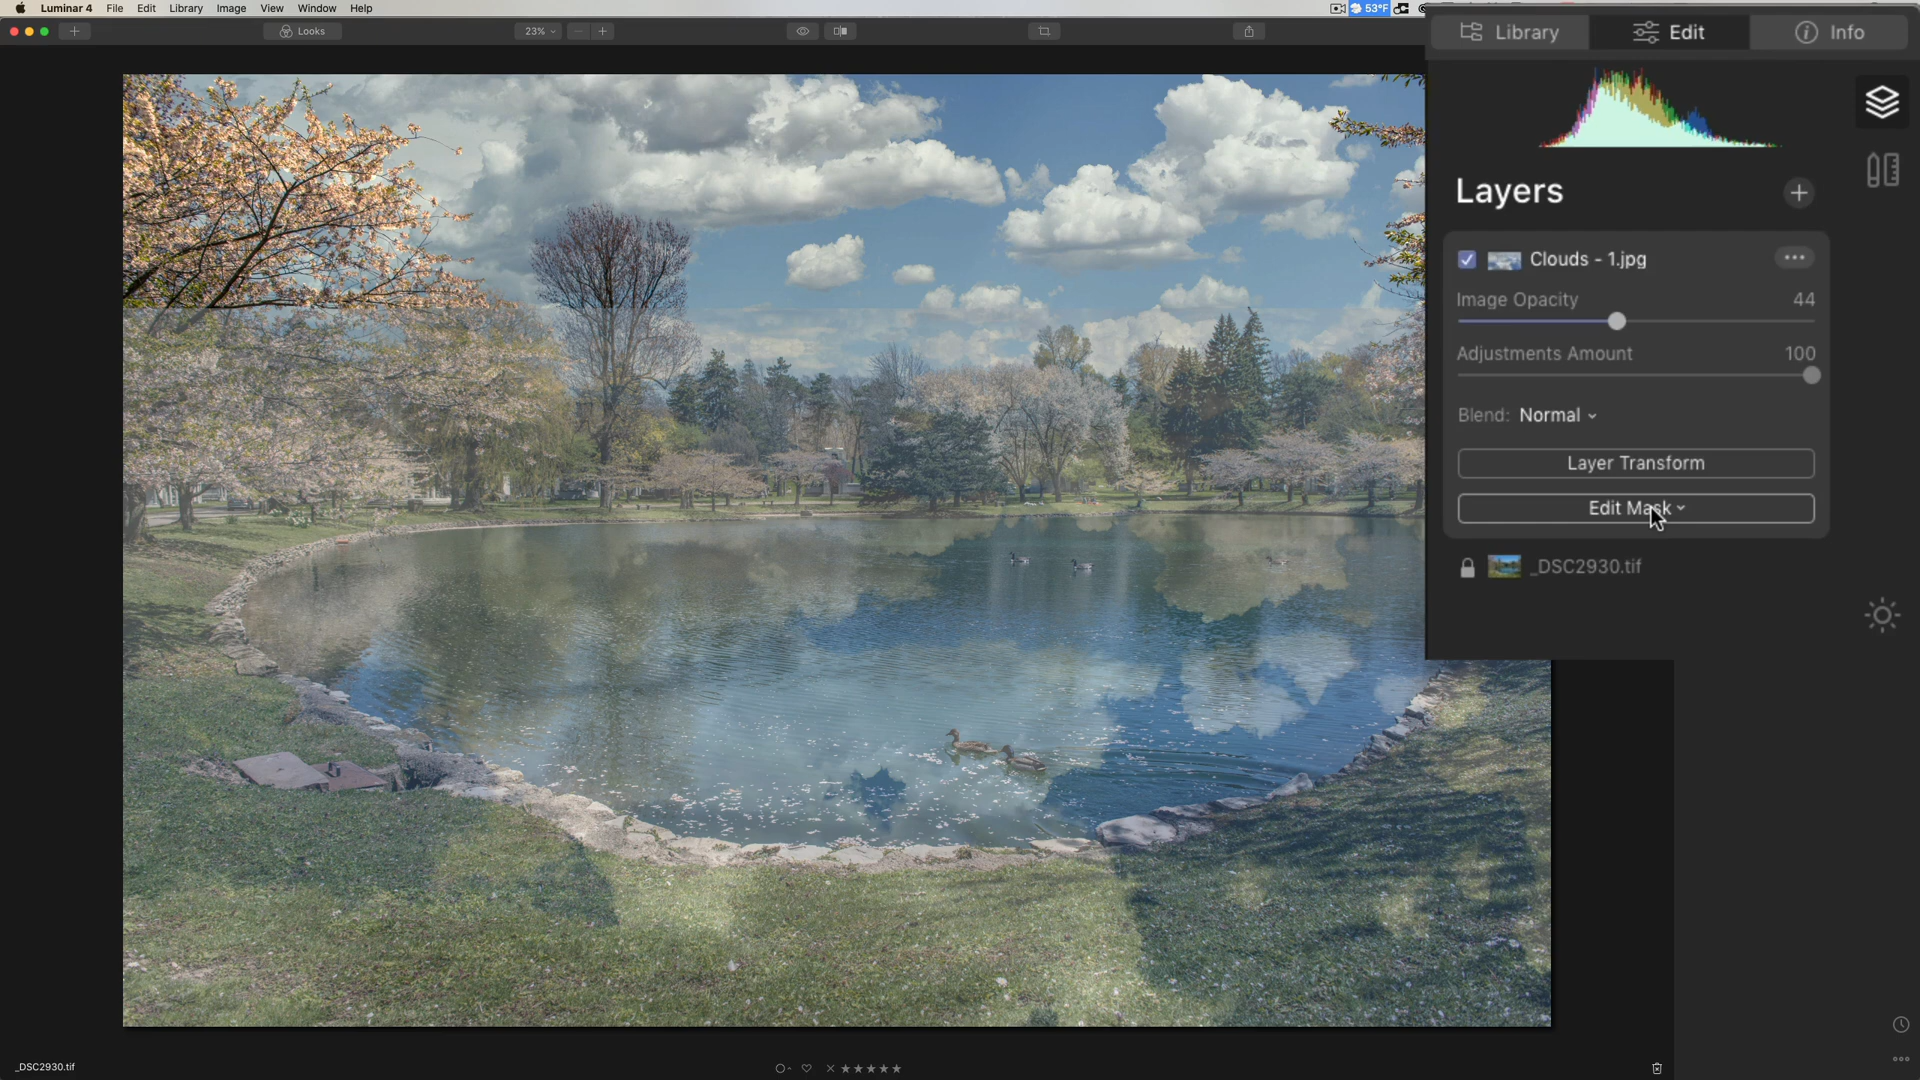 Luminar 4 File Edit Library Image View Window Help
53°F
Looks
23%
Library Edit Info
Layers
Clouds - 1.jpg
Image Opacity 44
Adjustments Amount 100
Blend: Normal
Layer Transform
Edit Mask
_DSC2930.tif
_DSC2930.tif